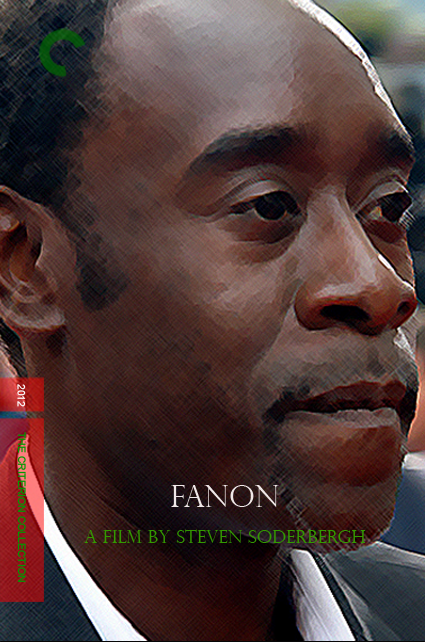 2012
THE CRITERION COLLECTION
FANON
A FILM BY STEVEN SODERBERGH